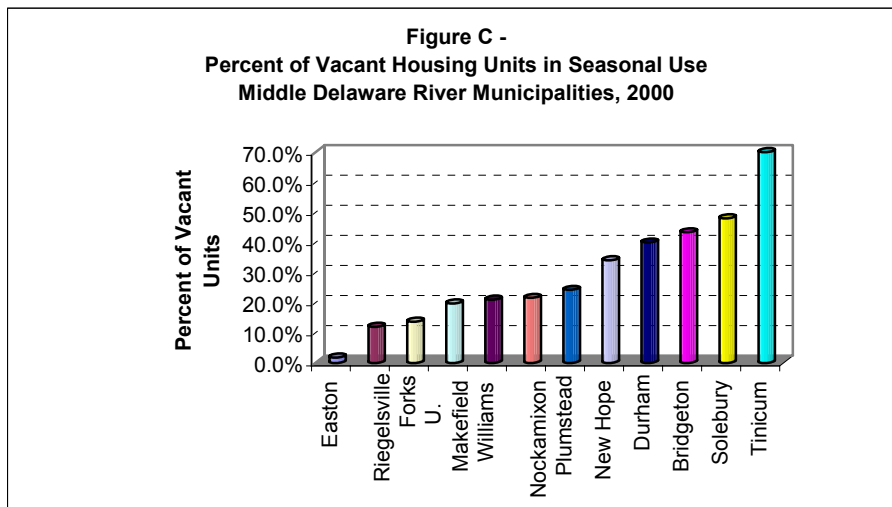 Figure C -
Percent of Vacant Housing Units in Seasonal Use
Middle Delaware River Municipalities, 2000
Percent of Vacant
Units
70.0%
60.0%
50.0%
40.0%
30.0%
20.0%
10.0%
0.0%
Easton
Riegelsville
Forks
U.
Makefield
Williams
Nockamixon
Plumstead
New Hope
Durham
Bridgeton
Solebury
Tinicum